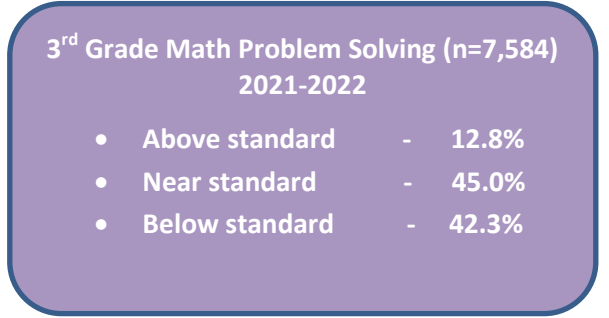 3rd Grade Math Problem Solving (n=7,584)
2021-2022
• Above standard - 12.8%
• Near standard - 45.0%
• Below standard - 42.3%